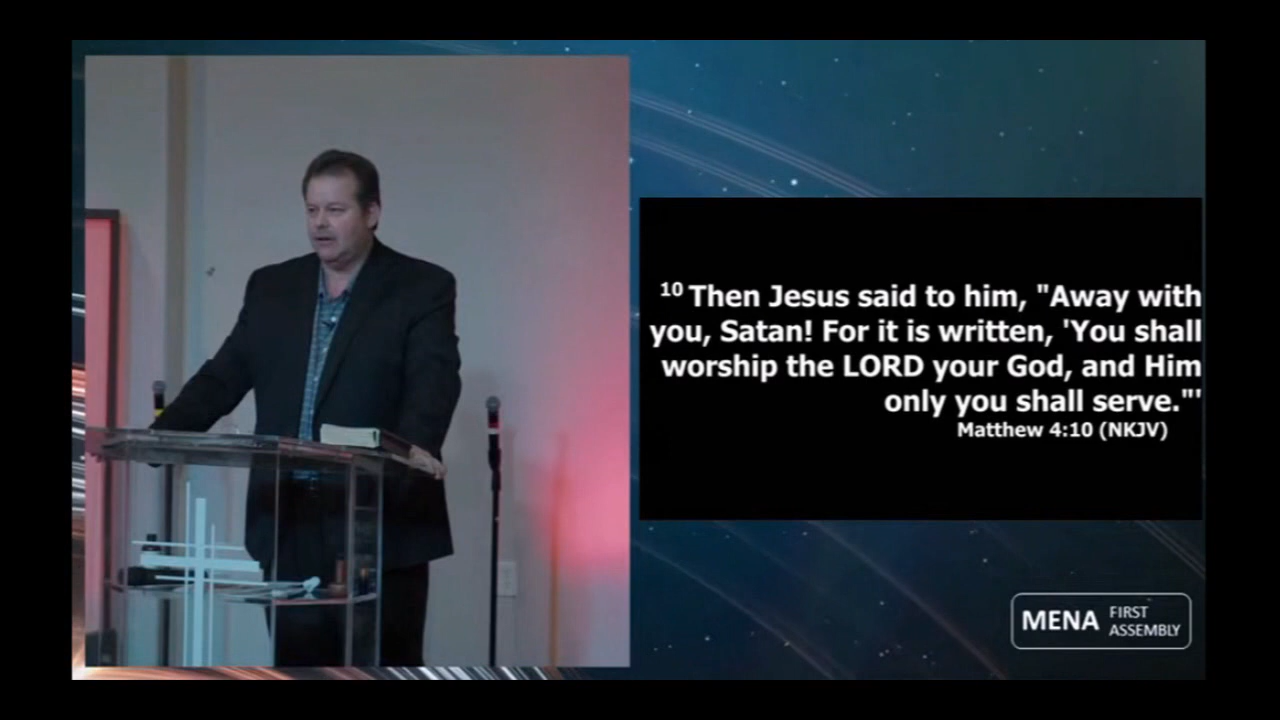 10 Then Jesus said to him, "Away with
you, Satan! For it is written, 'You shall
worship the LORD your God, and Him
only you shall serve."'
Matthew 4:10 (NKJV)
MENA FIRST
ASSEMBLY